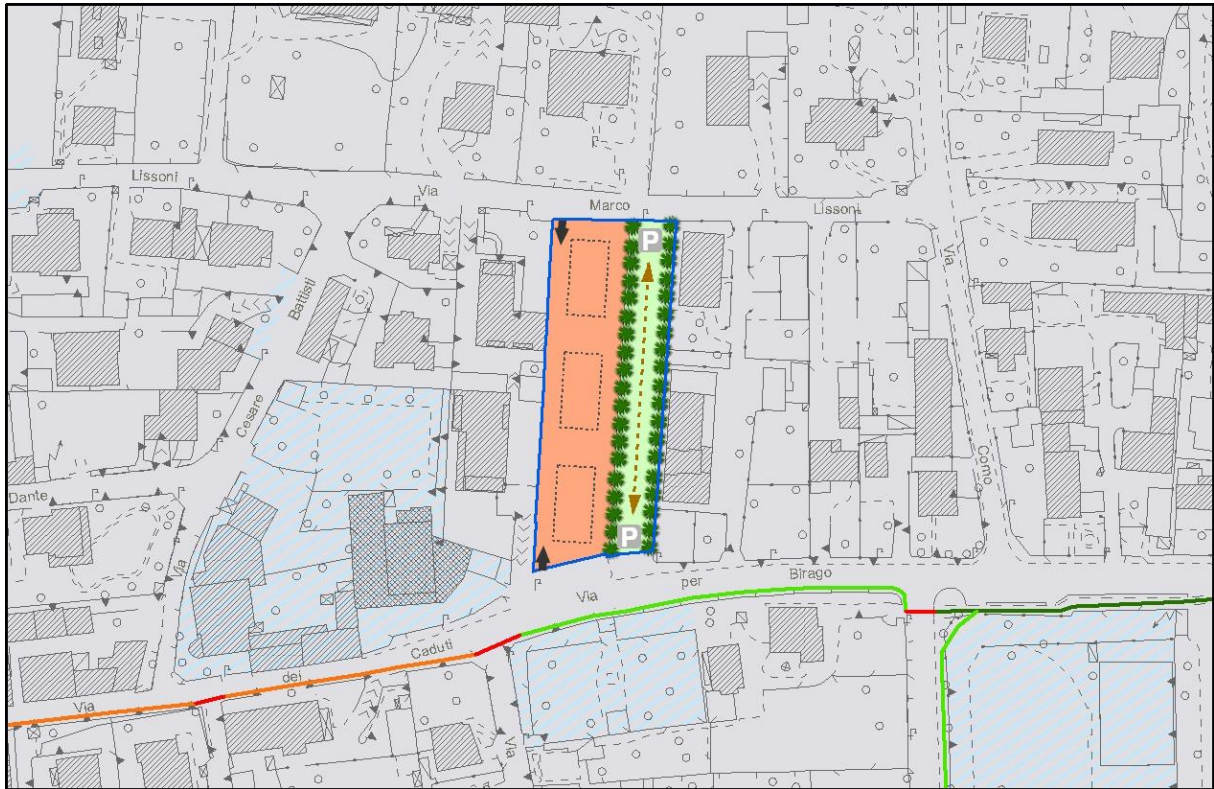 Lissoni
Via
Marco
Lissoni
Via
P
Battisti
Cesare
Como
Dante
P
Via
per
Birago
Via
Caduti
dei
Via
Via